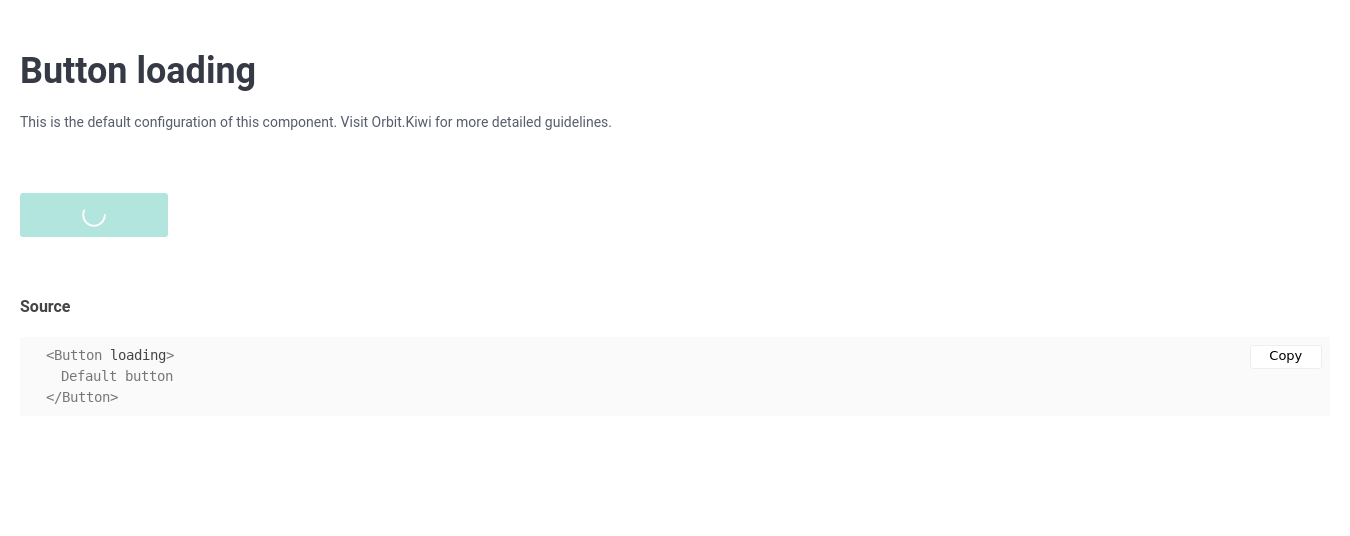 Button loading
This is the default configuration of this component. Visit Orbit.Kiwi for more detailed guidelines.
Source
<Button loading>
Copy
Default button
</Button>